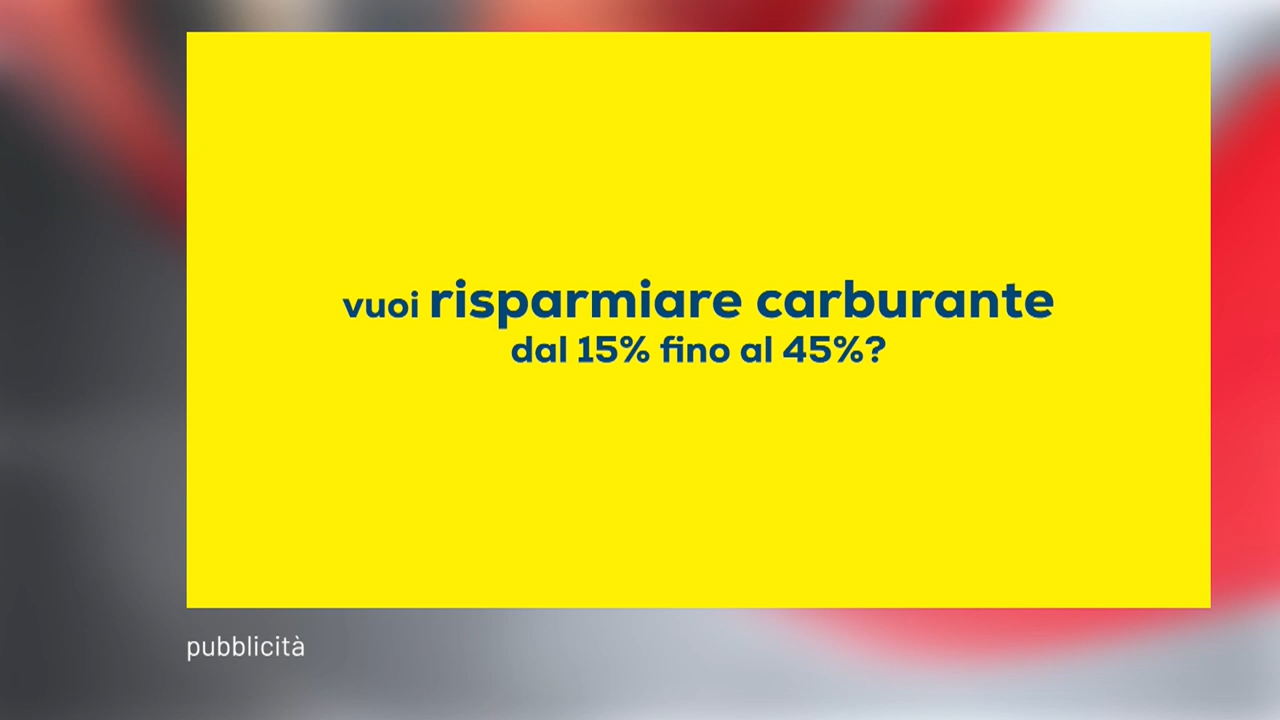 vuoi risparmiare carburante
dal 15% fino al 45%?
pubblicità